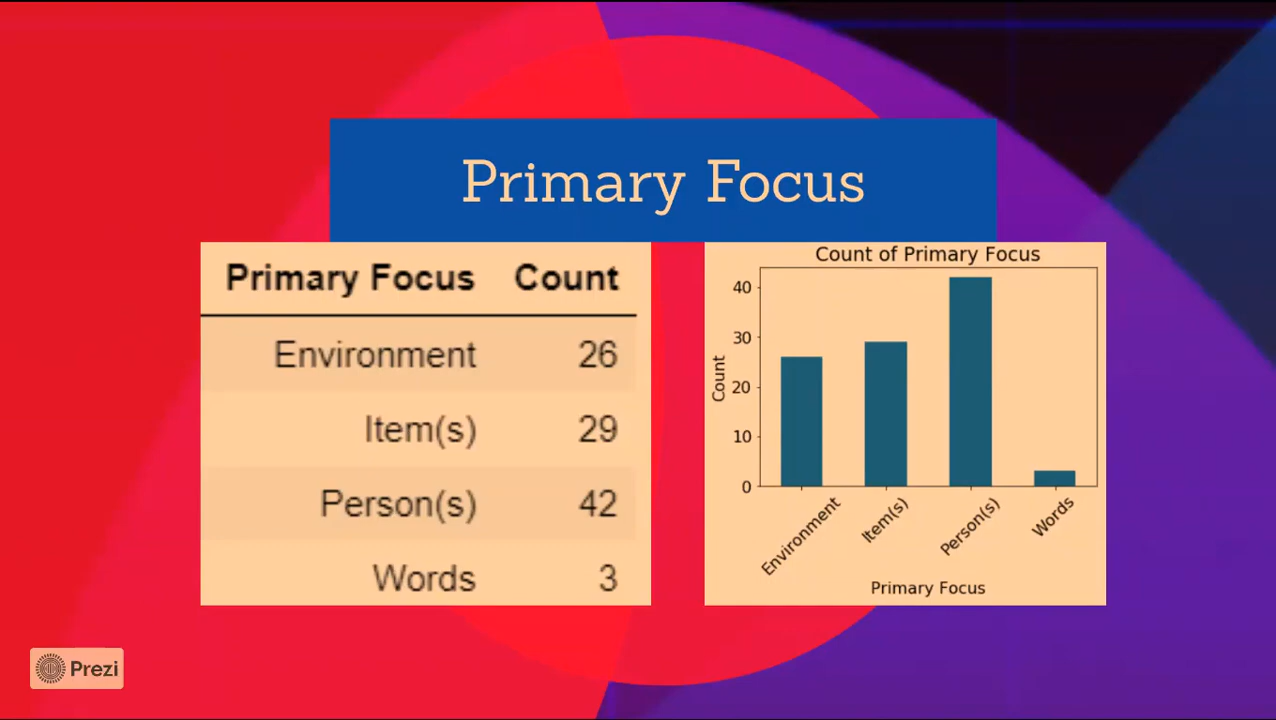 Primary Focus
Primary Focus Count
Environment 26
Item(s) 29
Person(s) 42
Words 3
Count of Primary Focus
40
30
20
10
0
Count
Environment Item(s) Person(s) Words
Primary Focus
Prezi